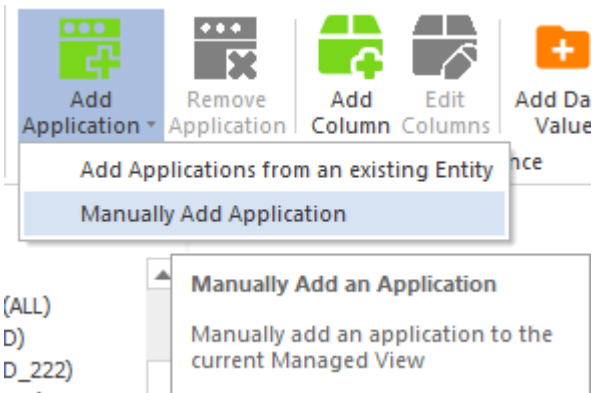 Add Remove Add Edit Add Da
Application Application Column Columns Value
Add Applications from an existing Entity
nce
Manually Add Application
Manually Add an Application
(ALL)
Manually add an application to the
D)
current Managed View
D_222)